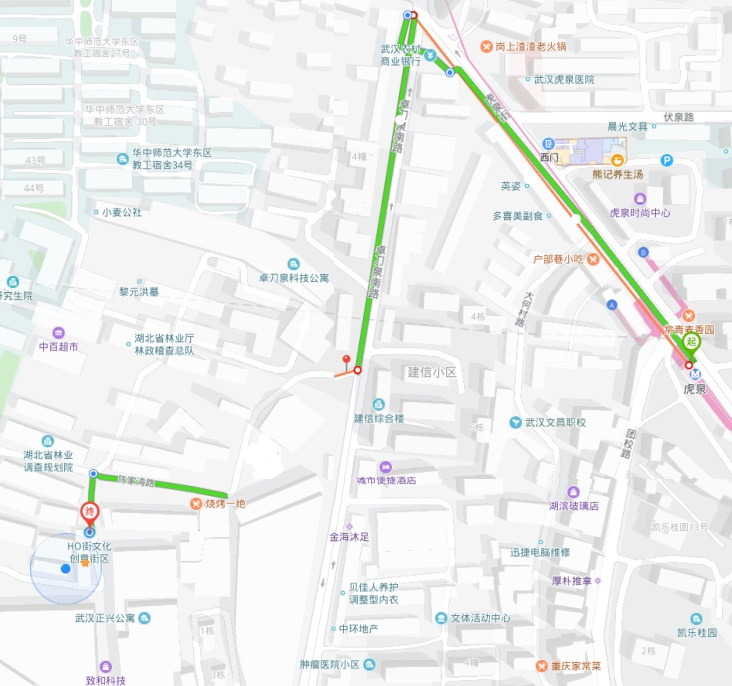 9号
华中师范大学东区
教工宿舍27号
武汉农村
商业银行
岗上渣渣老火锅
武汉虎泉医院
华中师范大学东区
教工宿舍-30号
伏泉路
晨光文具
西门
卓刀泉南路
4幢
华中师范大学东区
教工宿舍34号
43号
44号
熊记养生汤
P
英姿
虎泉时尚中心
小麦公社
多喜美副食
D
户部巷小吃
卓刀泉科技公寓
卓刀泉南路
究生院
黎元洪墓
大何村路
A
4栋
常青麦香园
中百超市
湖北省林业厅
林政稽查总队
起
建信小区
虎泉
建信综合楼
6栋
武汉文昌职校
团校路
湖北省林业
调查规划院
陈家湾路
城市便捷酒店
烧烤一绝
湖滨玻璃店
终
金海沐足
凯乐桂园13号
HO街文化
创意街区
迅捷电脑维修
厚朴推拿
贝佳人养护
调整型内衣
武汉正兴公寓
文体活动中心
1栋
中环地产
凯乐桂园
2栋
肿瘤医院小区
4幢
重庆家常菜
3栋
致和科技